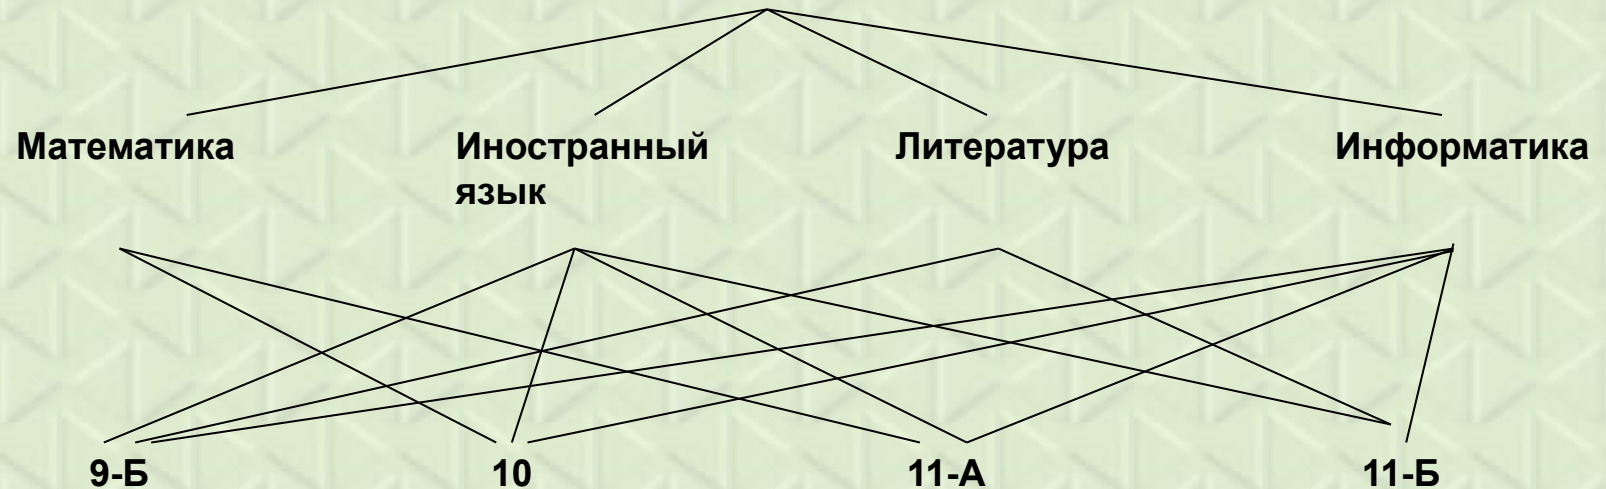 Математика
Иностранный
язык
Литература
Информатика
9-Б
10
11-А
11-Б